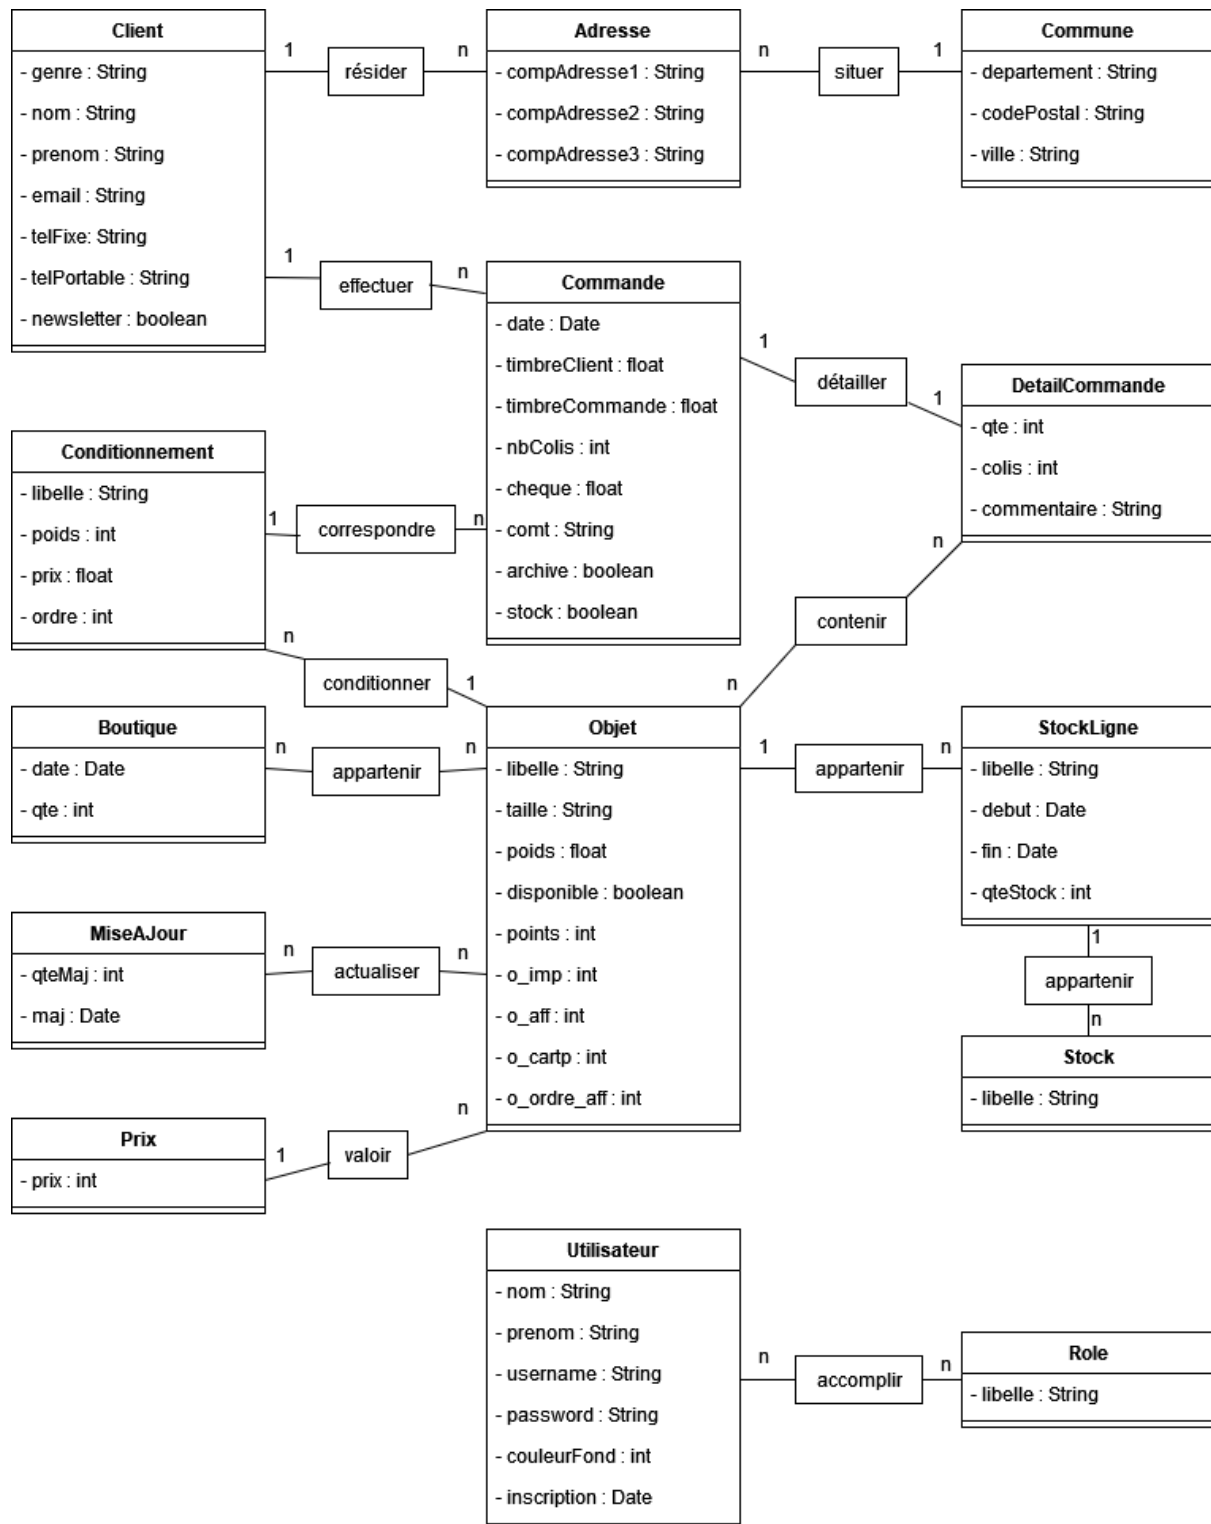 Client
- genre : String
- nom : String
- prenom : String
- email : String
- telFixe: String
- telPortable : String
- newsletter : boolean
1
résider
n
Adresse
- compAdresse1 : String
- compAdresse2 : String
- compAdresse3 : String
n
situer
1
Commune
- departement : String
- codePostal : String
- ville : String
1
effectuer
n
Commande
- date : Date
- timbreClient : float
- timbreCommande : float
- nbColis : int
- cheque : float
- comt : String
- archive : boolean
- stock : boolean
1
détailler
1
DetailCommande
- qte : int
- colis : int
- commentaire : String
Conditionnement
- libelle : String
- poids : int
- prix : float
- ordre : int
1
correspondre
n
n
contenir
n
n
conditionner
1
Boutique
- date : Date
- qte : int
n
appartenir
n
Objet
- libelle : String
- taille : String
- poids : float
- disponible : boolean
- points : int
- o_imp : int
- o_aff : int
- o_cartp : int
- o_ordre_aff : int
1
appartenir
n
StockLigne
- libelle : String
- debut : Date
- fin : Date
- qteStock : int
MiseAJour
- qteMaj : int
- maj : Date
n
actualiser
n
1
appartenir
n
Stock
- libelle : String
Prix
- prix : int
1
valoir
n
Utilisateur
- nom : String
- prenom : String
- username : String
- password : String
- couleurFond : int
- inscription : Date
n
accomplir
n
Role
- libelle : String